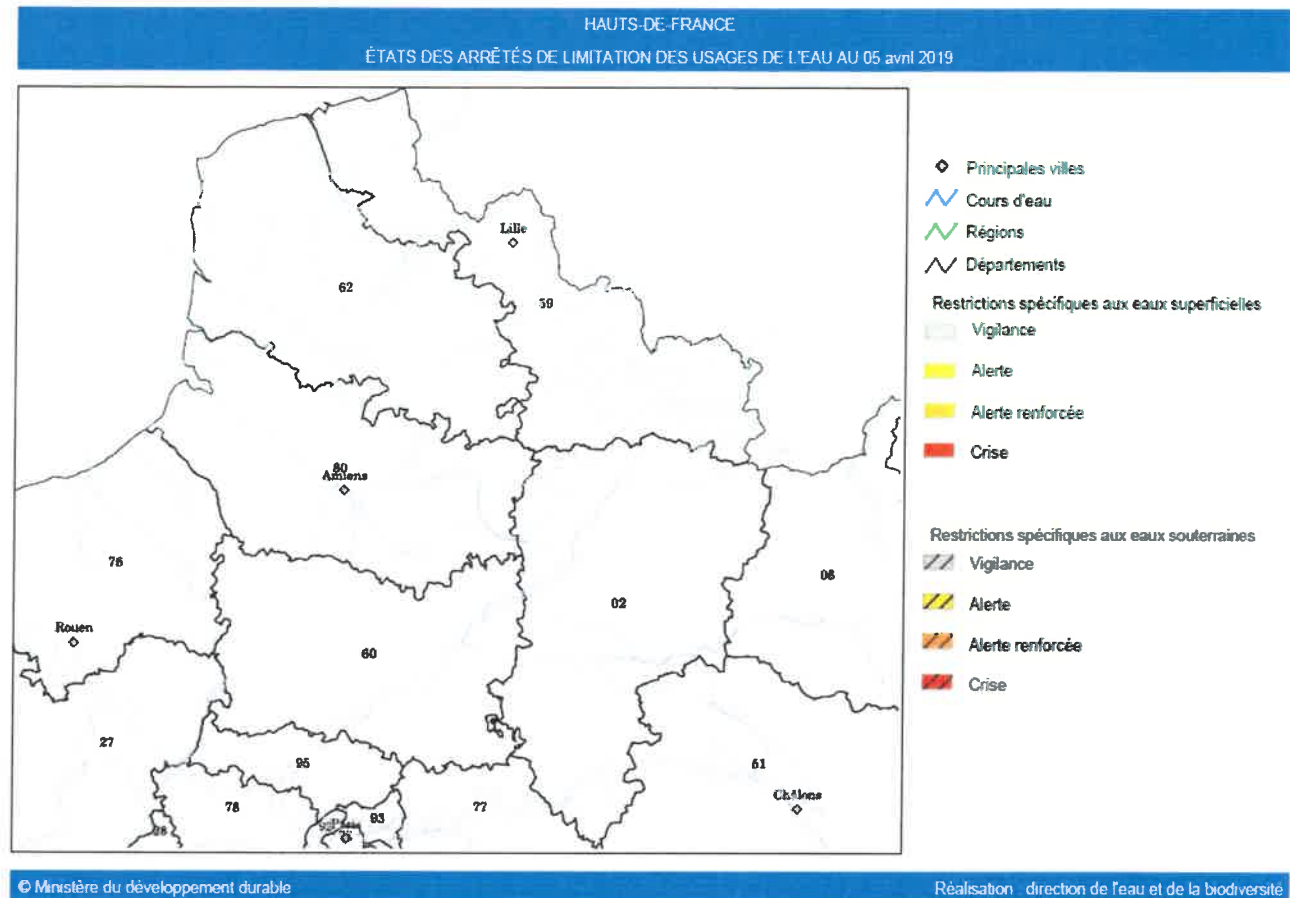 HAUTS-DE-FRANCE
ÉTATS DES ARRÊTÉS DE LIMITATION DES USAGES DE L'EAU AU 05 avril 2019
Principales villes
Cours d'eau
Régions
Départements
Restrictions spécifiques aux eaux superficielles
Vigilance
Alerte
Alerte renforcée
Crise
Restrictions spécifiques aux eaux souterraines
Vigilance
Alerte
Alerte renforcée
Crise
Lille
62
59
80
Amiens
76
02
08
Rouen
60
27
95
51
78
77
Châlons
93
© Ministère du développement durable
Réalisation : direction de l'eau et de la biodiversité